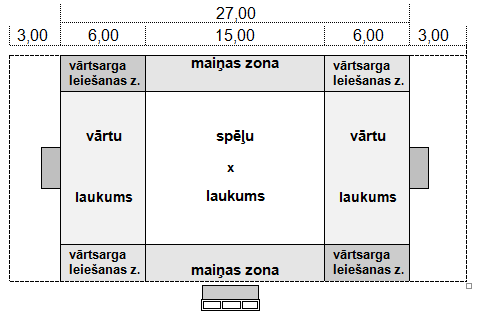 27,00
3,00 6,00 15,00 6,00 3,00
vārtsarga maiņas zona vārtsarga
leiešanas z. leiešanas z.
vārtu spēļu vārtu
x
laukums laukums laukums
vārtsarga vārtsarga
leiešanas z. maiņas zona leiešanas z.